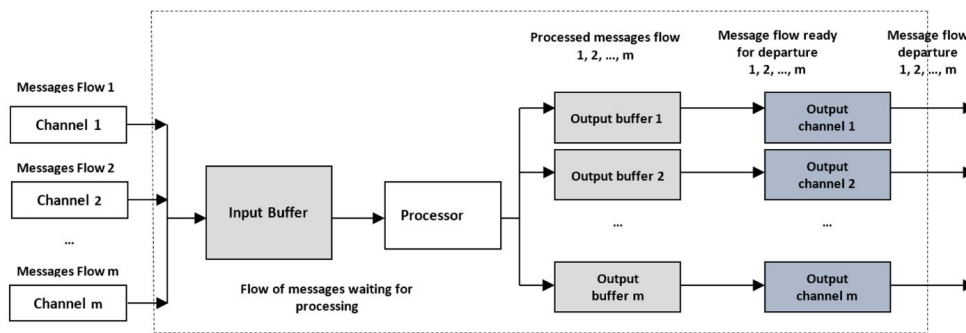 Processed messages flow
1, 2, ..., m
Message flow ready
for departure
1, 2, ..., m
Message flow
departure
1, 2, ..., m
Messages Flow 1
Channel 1
Messages Flow 2
Channel 2
...
Messages Flow m
Channel m
Input Buffer
Flow of messages waiting for
processing
Processor
Output buffer 1
Output
channel 1
Output buffer 2
Output
channel 2
...
...
Output
buffer m
Output
channel m